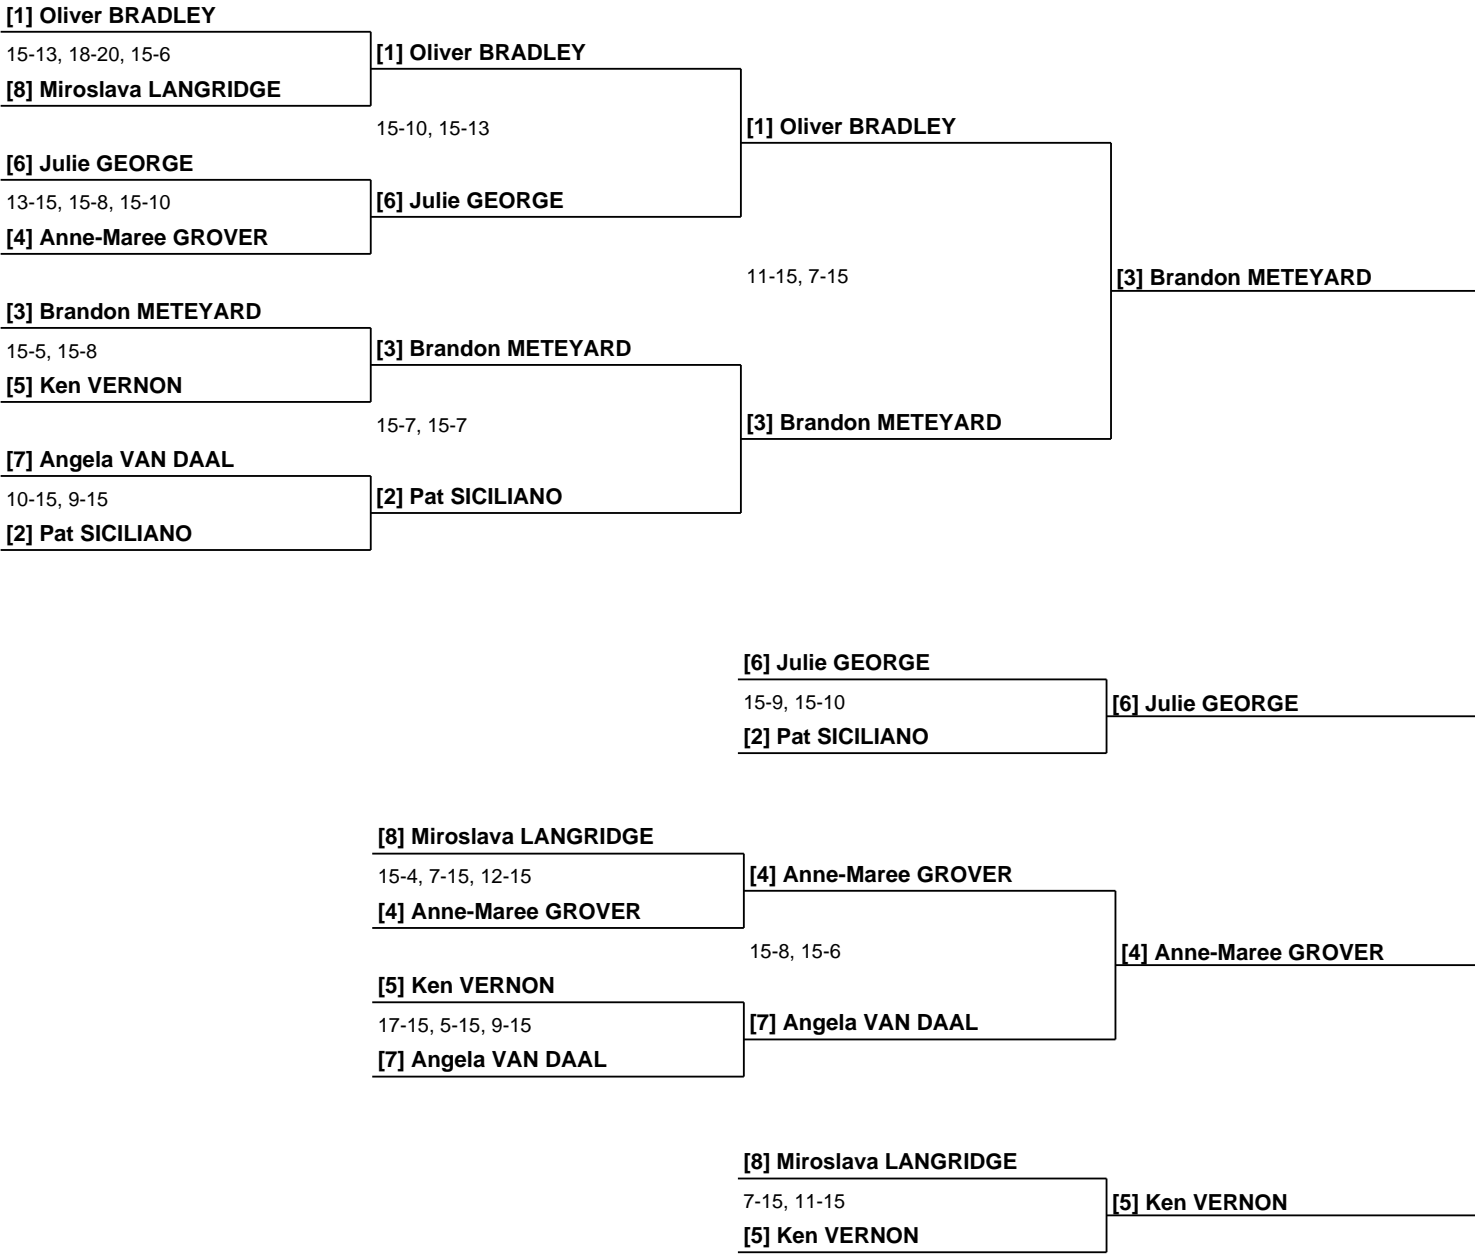 [1] Oliver BRADLEY
15-13, 18-20, 15-6
[1] Oliver BRADLEY
[8] Miroslava LANGRIDGE
15-10, 15-13
[1] Oliver BRADLEY
[6] Julie GEORGE
13-15, 15-8, 15-10
[6] Julie GEORGE
[4] Anne-Maree GROVER
11-15, 7-15
[3] Brandon METEYARD
[3] Brandon METEYARD
15-5, 15-8
[3] Brandon METEYARD
[5] Ken VERNON
15-7, 15-7
[3] Brandon METEYARD
[7] Angela VAN DAAL
10-15, 9-15
[2] Pat SICILIANO
[2] Pat SICILIANO
[6] Julie GEORGE
15-9, 15-10
[6] Julie GEORGE
[2] Pat SICILIANO
[8] Miroslava LANGRIDGE
15-4, 7-15, 12-15
[4] Anne-Maree GROVER
[4] Anne-Maree GROVER
15-8, 15-6
[4] Anne-Maree GROVER
[5] Ken VERNON
17-15, 5-15, 9-15
[7] Angela VAN DAAL
[7] Angela VAN DAAL
[8] Miroslava LANGRIDGE
7-15, 11-15
[5] Ken VERNON
[5] Ken VERNON